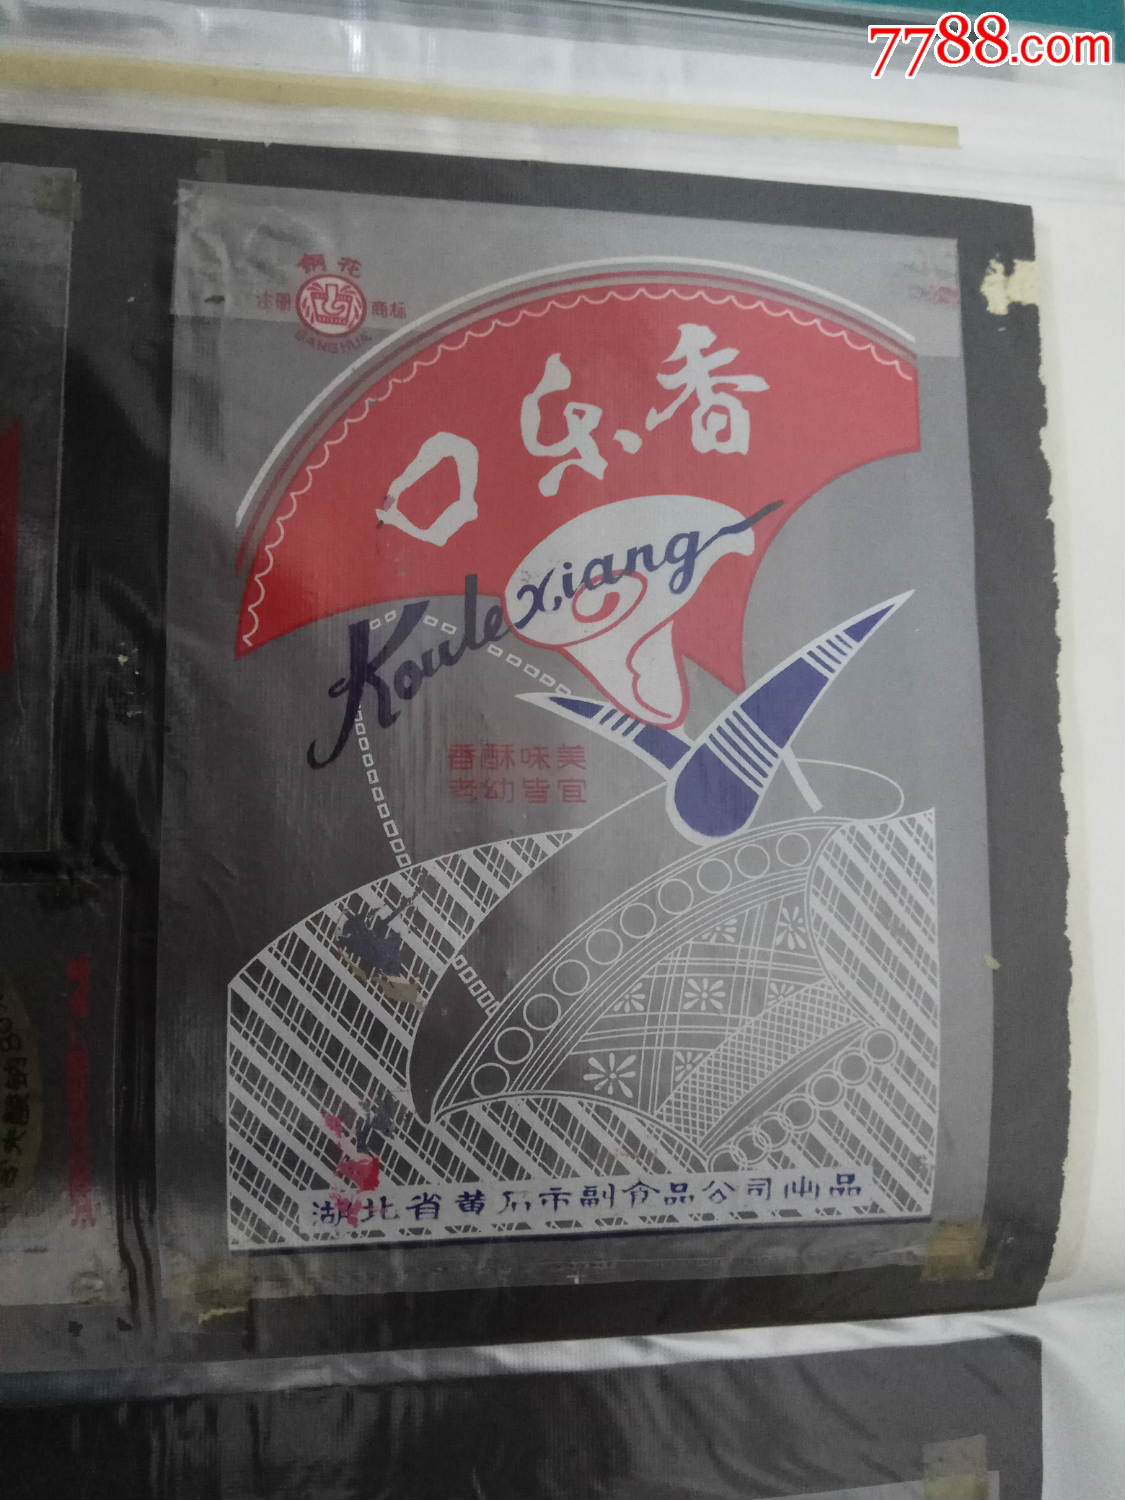 7788.com
钢花
注册 商标
GANGHUA
口乐香
Koulexiang
香酥味美
老幼皆宜
湖北省黄石市副食品公司出品